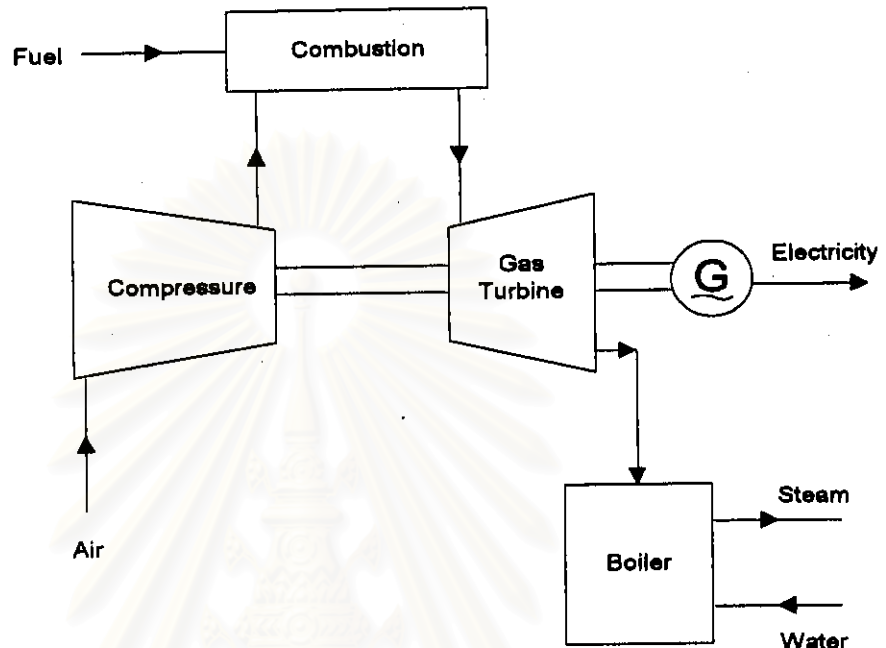 Fuel
Combustion
Compressure
Gas
Turbine
G
Electricity
Air
Boiler
Steam
Water